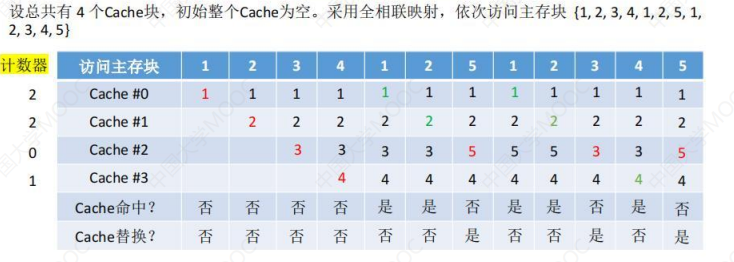 设总共有 4 个Cache块，初始整个Cache为空。采用全相联映射，依次访问主存块 {1, 2, 3, 4, 1, 2, 5, 1,
2, 3, 4, 5}
计数器 访问主存块 1 2 3 4 1 2 5 1 2 3 4 5
2 Cache #0 1 1 1 1 1 1 1 1 1 1 1 1
2 Cache #1 2 2 2 2 2 2 2 2 2 2 2
0 Cache #2 3 3 3 3 5 5 5 3 3 5
1 Cache #3 4 4 4 4 4 4 4 4 4
Cache命中？ 否 否 否 否 是 是 否 是 是 否 是 否
Cache替换？ 否 否 否 否 否 否 是 否 否 是 否 是